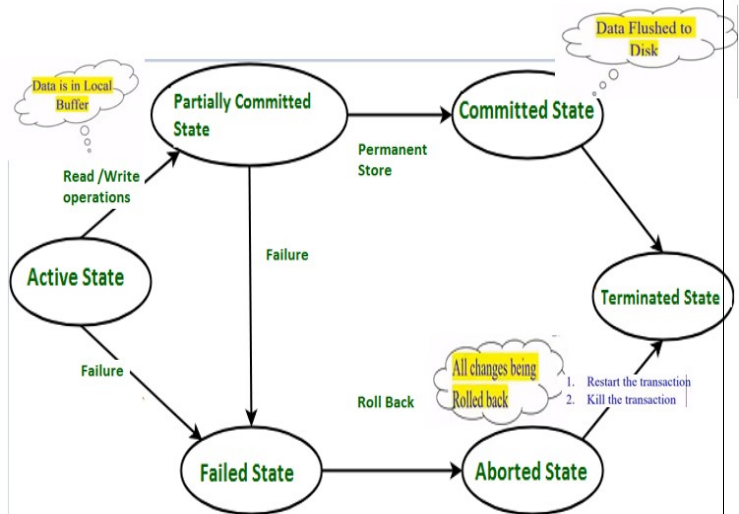 Data Flushed to
Disk
Data is in Local
Buffer
Partially Committed
State
Committed State
Permanent
Store
Read /Write
operations
Failure
Active State
Terminated State
Failure
All changes being
Rolled back
1. Restart the transaction
2. Kill the transaction
Roll Back
Failed State
Aborted State